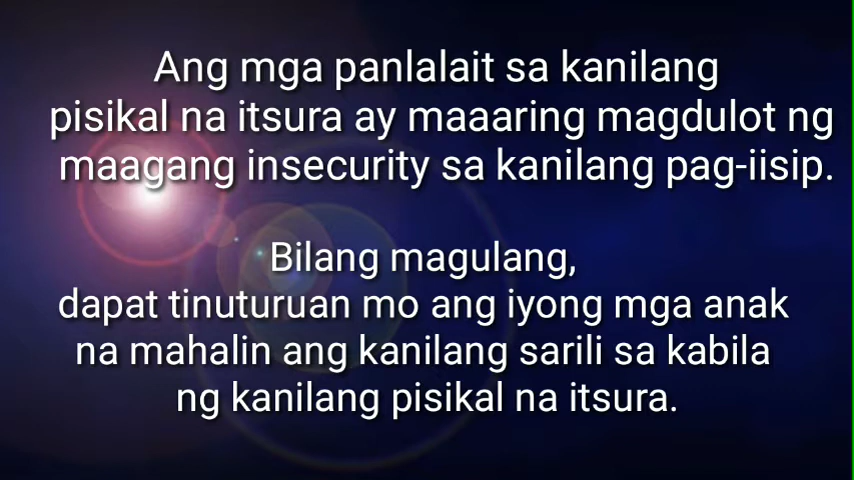 Ang mga panlalait sa kanilang
pisikal na itsura ay maaaring magdulot ng
maagang insecurity sa kanilang pag-iisip.
Bilang magulang,
dapat tinuturuan mo ang iyong mga anak
na mahalin ang kanilang sarili sa kabila
ng kanilang pisikal na itsura.